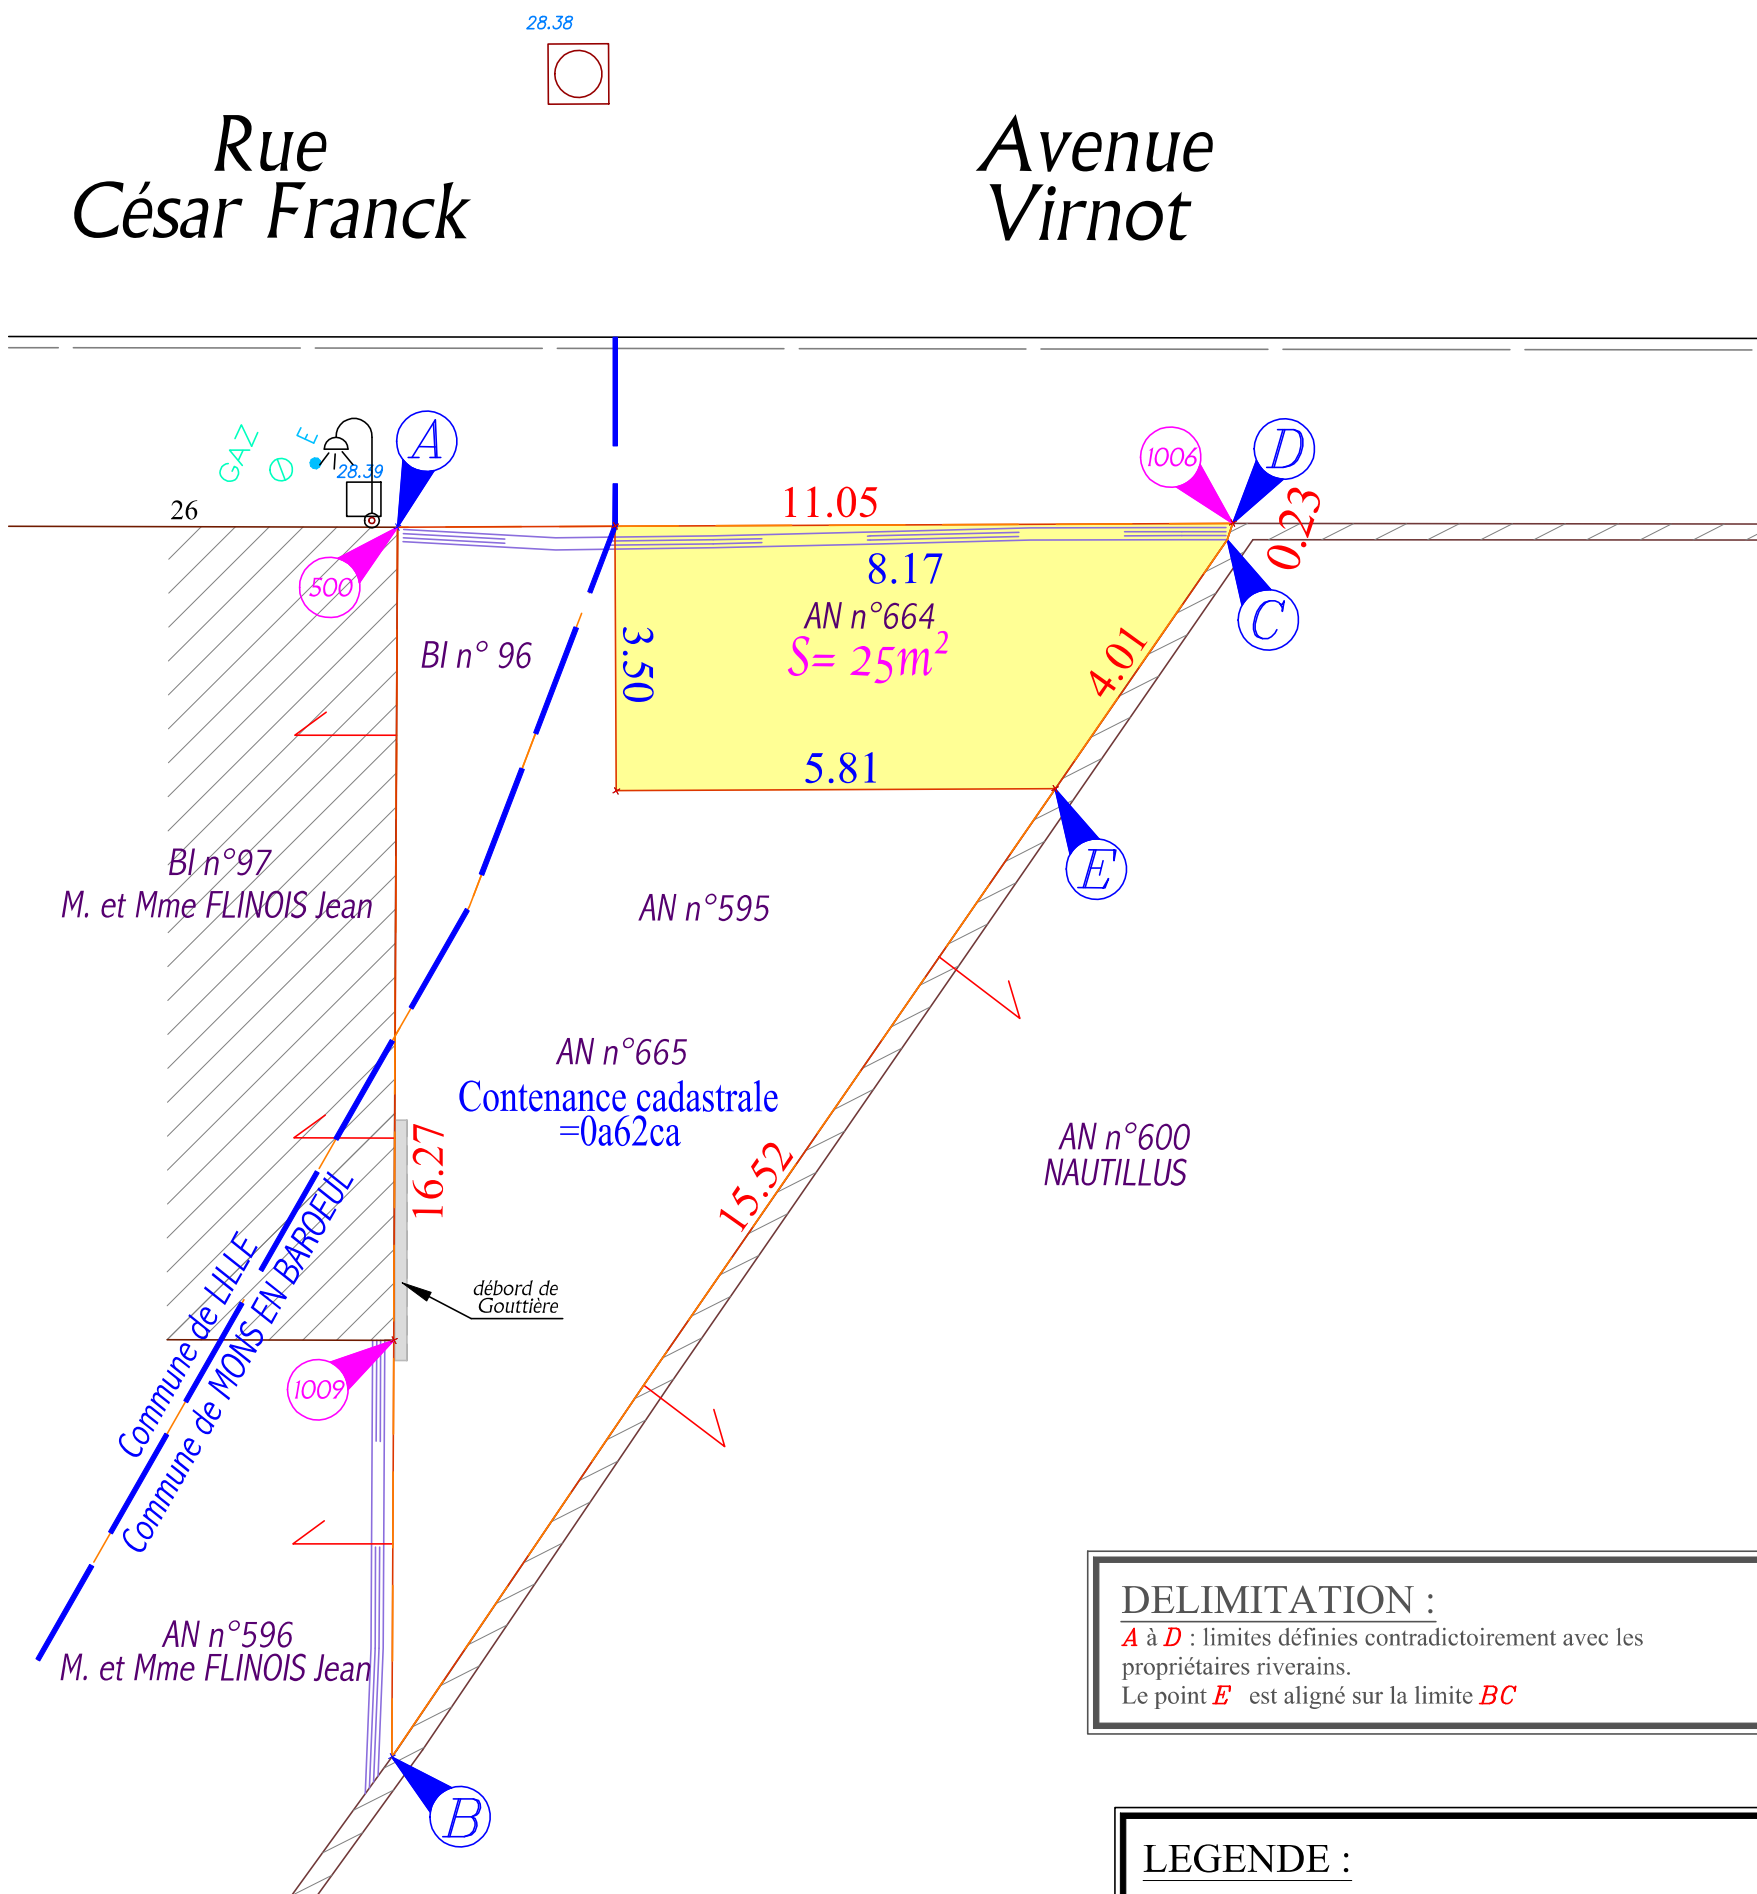 28.38
Rue
César Franck
Avenue
Virnot
GAZ
E
28.39
26
A
1006
D
11.05
0.23
500
8.17
C
BI n° 96
3.50
AN n°664
S= 25m²
4.01
5.81
E
BI n°97
M. et Mme FLINOIS Jean
AN n°595
AN n°665
Contenance cadastrale
=0a62ca
16.27
15.52
AN n°600
NAUTILLUS
Commune de LILLE
Commune de MONS EN BAROEUL
débord de
Gouttière
1009
AN n°596
M. et Mme FLINOIS Jean
B
DELIMITATION :
A à D : limites définies contradictoirement avec les
propriétaires riverains.
Le point E est aligné sur la limite BC
LEGENDE :